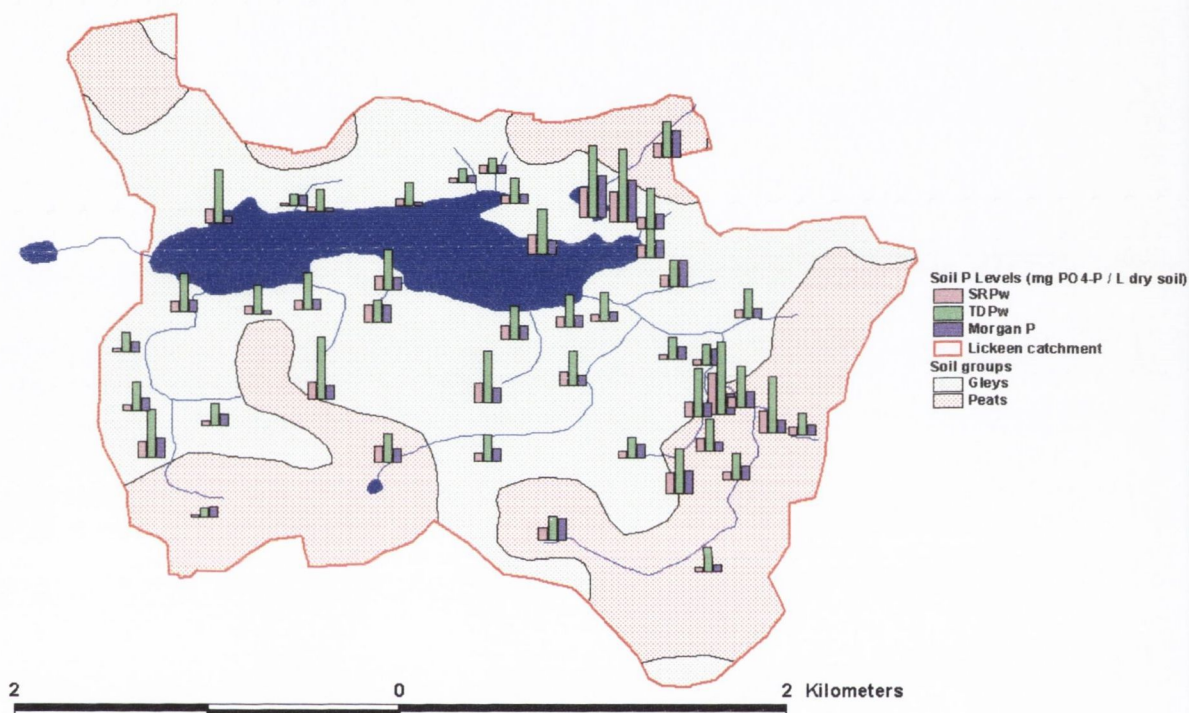 Soil P Levels (mg PO4-P / L dry soil)
SRPw
TDPw
Morgan P
Lickeen catchment
Soil groups
Gleys
Peats
2 0 2 Kilometers